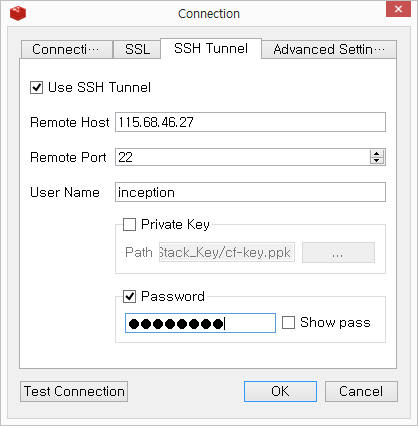 Connection
Connecti···
SSL
SSH Tunnel
Advanced Settin···
Use SSH Tunnel
Remote Host 115.68.46.27
Remote Port 22
User Name inception
Private Key
Path Stack_Key/cf-key.ppk ...
Password
●●●●●●●● Show pass
Test Connection OK Cancel